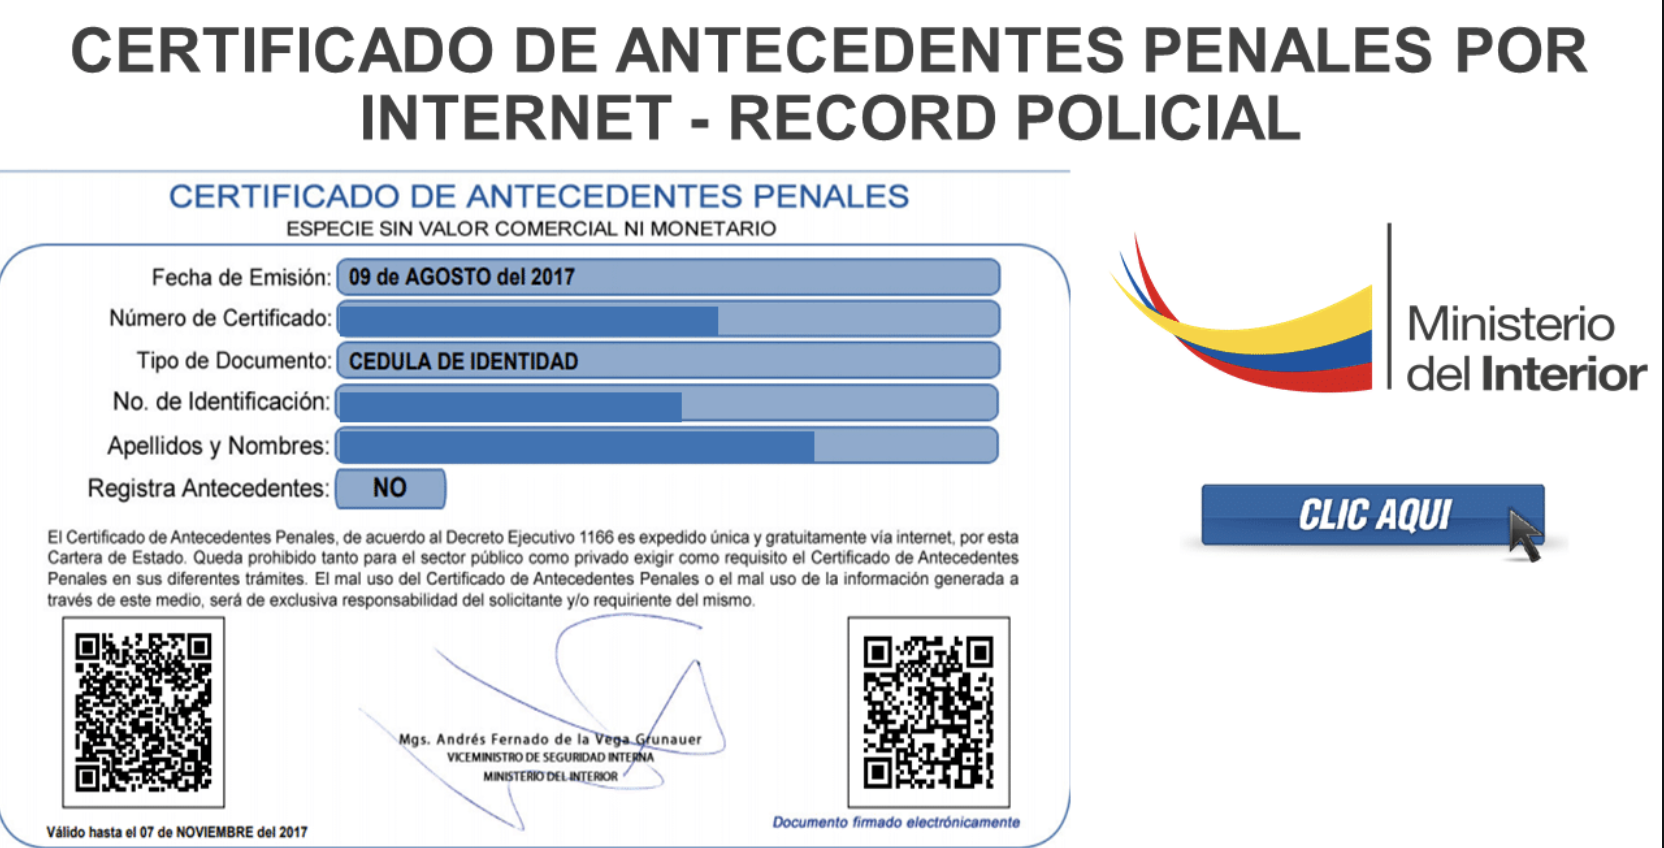 CERTIFICADO DE ANTECEDENTES PENALES POR
INTERNET - RECORD POLICIAL
CERTIFICADO DE ANTECEDENTES PENALES
ESPECIE SIN VALOR COMERCIAL NI MONETARIO
Fecha de Emisión: 09 de AGOSTO del 2017
Número de Certificado:
Tipo de Documento: CEDULA DE IDENTIDAD
No. de Identificación:
Apellidos y Nombres:
Registra Antecedentes: NO
El Certificado de Antecedentes Penales, de acuerdo al Decreto Ejecutivo 1166 es expedido única y gratuitamente vía internet, por esta
Cartera de Estado. Queda prohibido tanto para el sector público como privado exigir como requisito el Certificado de Antecedentes
Penales en sus diferentes trámites. El mal uso del Certificado de Antecedentes Penales o el mal uso de la información generada a
través de este medio, será de exclusiva responsabilidad del solicitante y/o requiriente del mismo.
Mgs. Andrés Fernado de la Vega Grunauer
VICEMINISTRO DE SEGURIDAD INTERNA
MINISTERIO DEL INTERIOR
Válido hasta el 07 de NOVIEMBRE del 2017
Documento firmado electrónicamente
Ministerio
del Interior
CLIC AQUI